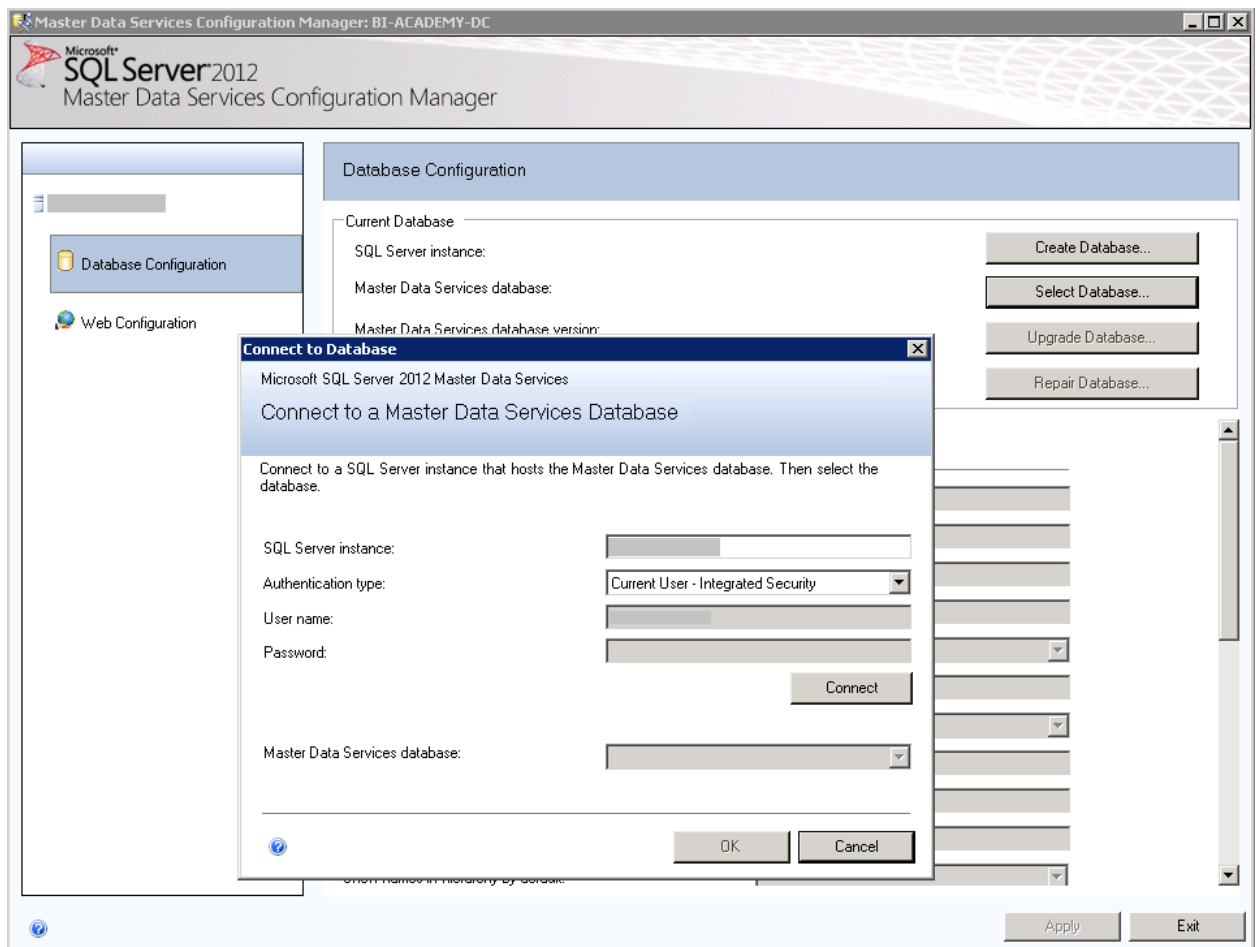 Master Data Services Configuration Manager: BI-ACADEMY-DC
Microsoft®
SQL Server 2012
Master Data Services Configuration Manager
Database Configuration
Web Configuration
Database Configuration
Current Database
SQL Server instance:
Master Data Services database:
Master Data Services database version:
Create Database...
Select Database...
Upgrade Database...
Repair Database...
Connect to Database
Microsoft SQL Server 2012 Master Data Services
Connect to a Master Data Services Database
Connect to a SQL Server instance that hosts the Master Data Services database. Then select the
database.
SQL Server instance:
Authentication type:
Current User - Integrated Security
User name:
Password:
Connect
Master Data Services database:
OK
Cancel
names in hierarchy by default:
Apply
Exit